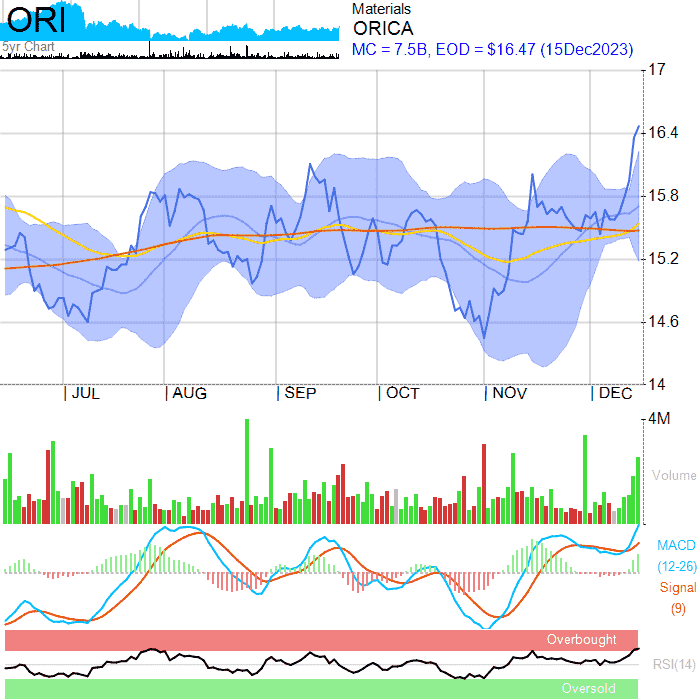 ORI
5yr Chart
Materials
ORICA
MC = 7.5B, EOD = $16.47 (15Dec2023)
17
16.4
15.8
15.2
14.6
14
JUL AUG SEP OCT NOV DEC
4M
Volume
MACD
(12-26)
Signal
(9)
Overbought
RSI(14)
Oversold